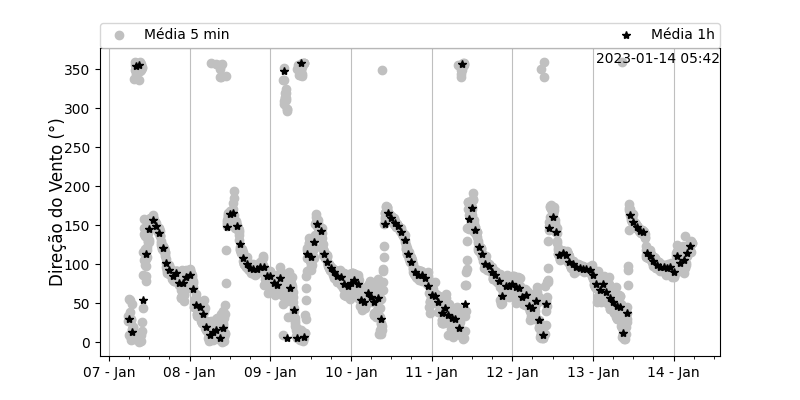 Média 5 min
Média 1h
2023-01-14 05:42
Direção do Vento (°)
350
300
250
200
150
100
50
0
07 - Jan
08 - Jan
09 - Jan
10 - Jan
11 - Jan
12 - Jan
13 - Jan
14 - Jan